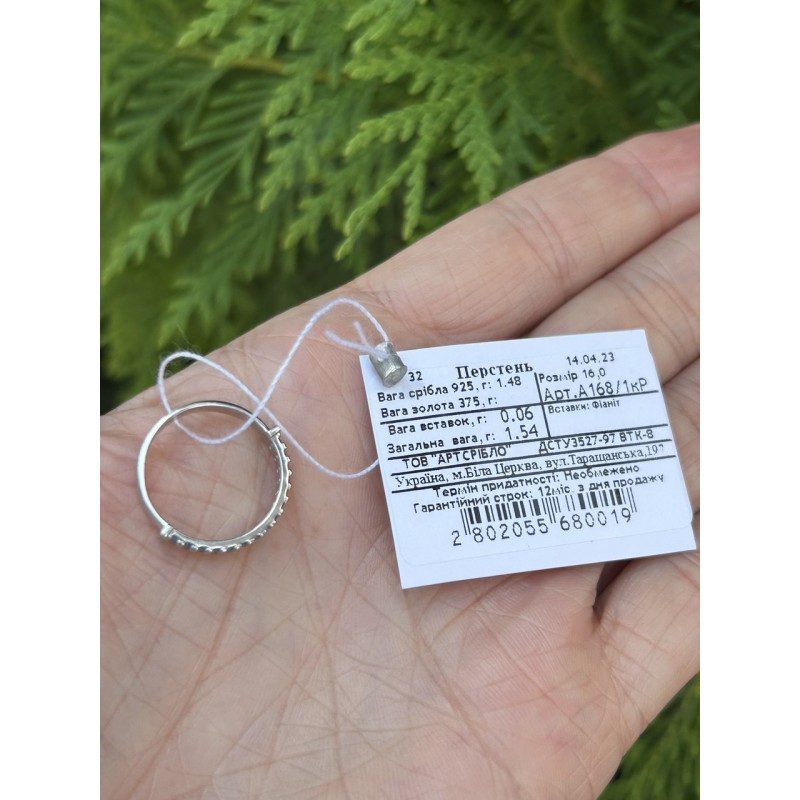 32 Перстень 14.04.23
Вага срібла 925, г: 1.48 Розмір 16,0
Вага золота 375, г: Арт.А168/1кР
Вага вставок, г: 0.06 Вставки: Фіаніт
Загальна вага, г: 1.54
ТОВ "АРТСРІБЛО" ДСТУ3527-97 ВТК-8
Україна, м.Біла Церква, вул.Таращанська,197
Термін придатності: Необмежено
Гарантійний строк: 12міс. з дня продажу
2 802055 680019